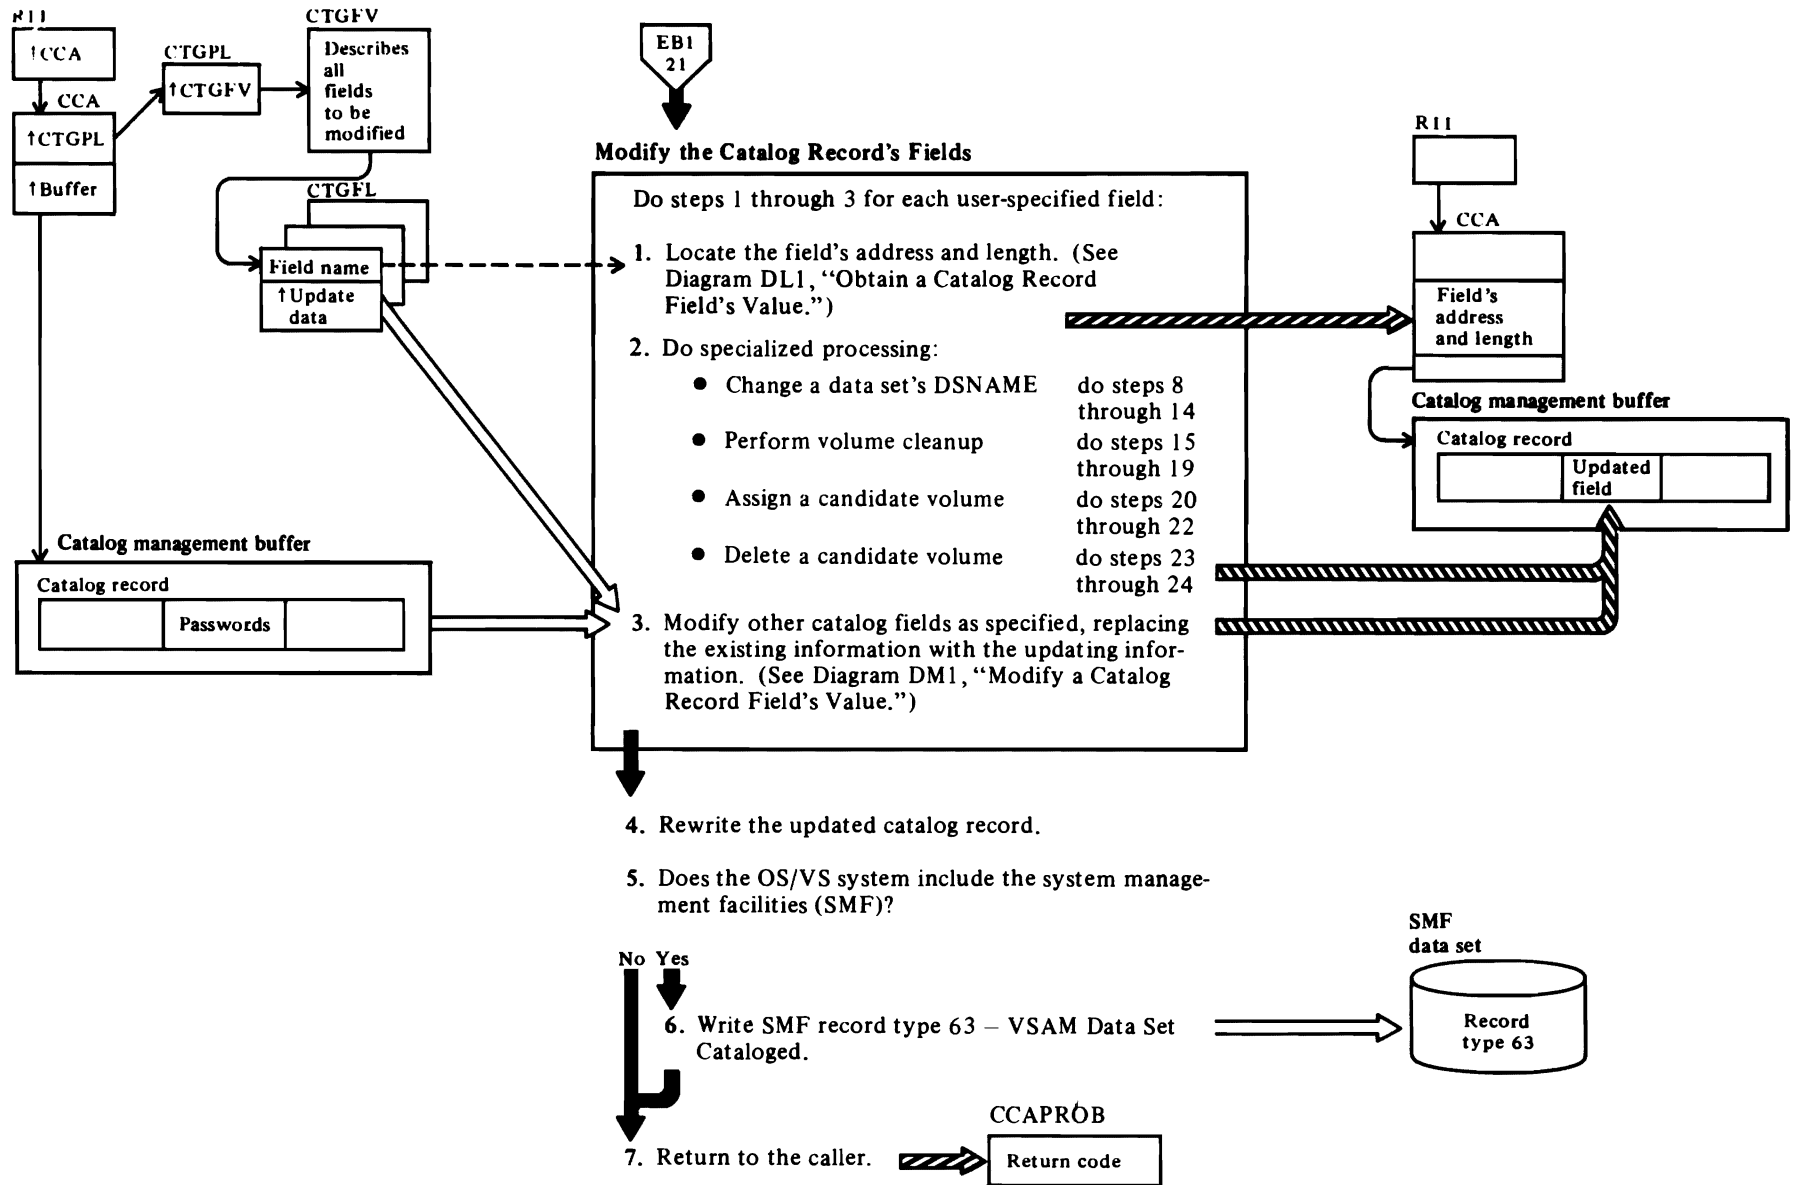 R11
↑CCA
CCA
↑CTGPL
↑Buffer
CTGPL
↑CTGFV
CTGFV
Describes
all
fields
to be
modified
CTGFL
Field name
↑Update
data
Catalog management buffer
Catalog record
Passwords
EB1
21
Modify the Catalog Record's Fields
Do steps 1 through 3 for each user-specified field:
1. Locate the field's address and length. (See
Diagram DL1, “Obtain a Catalog Record
Field's Value.”)
2. Do specialized processing:
● Change a data set's DSNAME do steps 8
through 14
● Perform volume cleanup do steps 15
through 19
● Assign a candidate volume do steps 20
through 22
● Delete a candidate volume do steps 23
through 24
3. Modify other catalog fields as specified, replacing
the existing information with the updating infor-
mation. (See Diagram DM1, “Modify a Catalog
Record Field's Value.”)
R11
CCA
Field's
address
and length
Catalog management buffer
Catalog record
Updated
field
4. Rewrite the updated catalog record.
5. Does the OS/VS system include the system manage-
ment facilities (SMF)?
No Yes
6. Write SMF record type 63 – VSAM Data Set
Cataloged.
SMF
data set
Record
type 63
7. Return to the caller.
CCAPROB
Return code